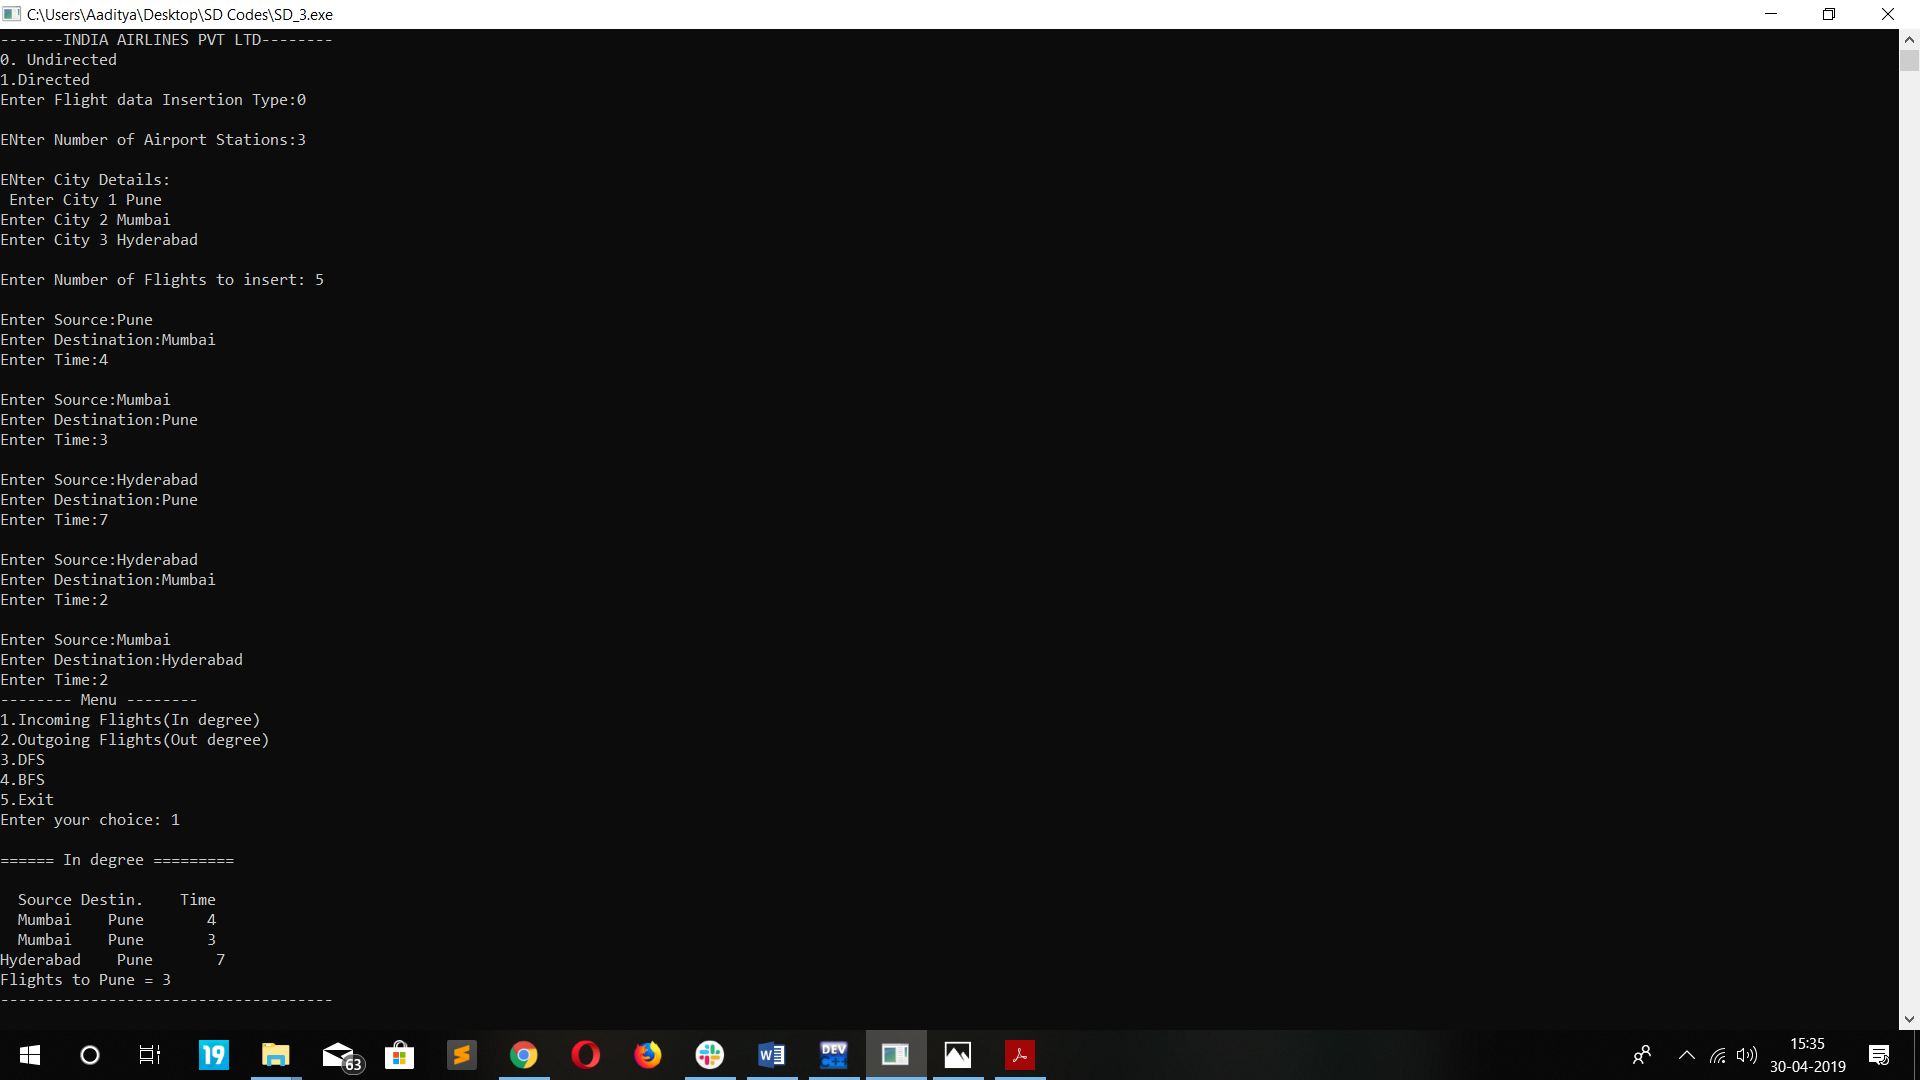 C:\Users\Aaditya\Desktop\SD Codes\SD_3.exe
-------INDIA AIRLINES PVT LTD--------
0. Undirected
1.Directed
Enter Flight data Insertion Type:0
ENter Number of Airport Stations:3
ENter City Details:
Enter City 1 Pune
Enter City 2 Mumbai
Enter City 3 Hyderabad
Enter Number of Flights to insert: 5
Enter Source:Pune
Enter Destination:Mumbai
Enter Time:4
Enter Source:Mumbai
Enter Destination:Pune
Enter Time:3
Enter Source:Hyderabad
Enter Destination:Pune
Enter Time:7
Enter Source:Hyderabad
Enter Destination:Mumbai
Enter Time:2
Enter Source:Mumbai
Enter Destination:Hyderabad
Enter Time:2
-------- Menu --------
1.Incoming Flights(In degree)
2.Outgoing Flights(Out degree)
3.DFS
4.BFS
5.Exit
Enter your choice: 1
====== In degree =========
Source Destin.    Time
Mumbai    Pune       4
Mumbai    Pune       3
Hyderabad    Pune       7
Flights to Pune = 3
-------------------------------------
19
63
W
DEV C++
15:35
30-04-2019